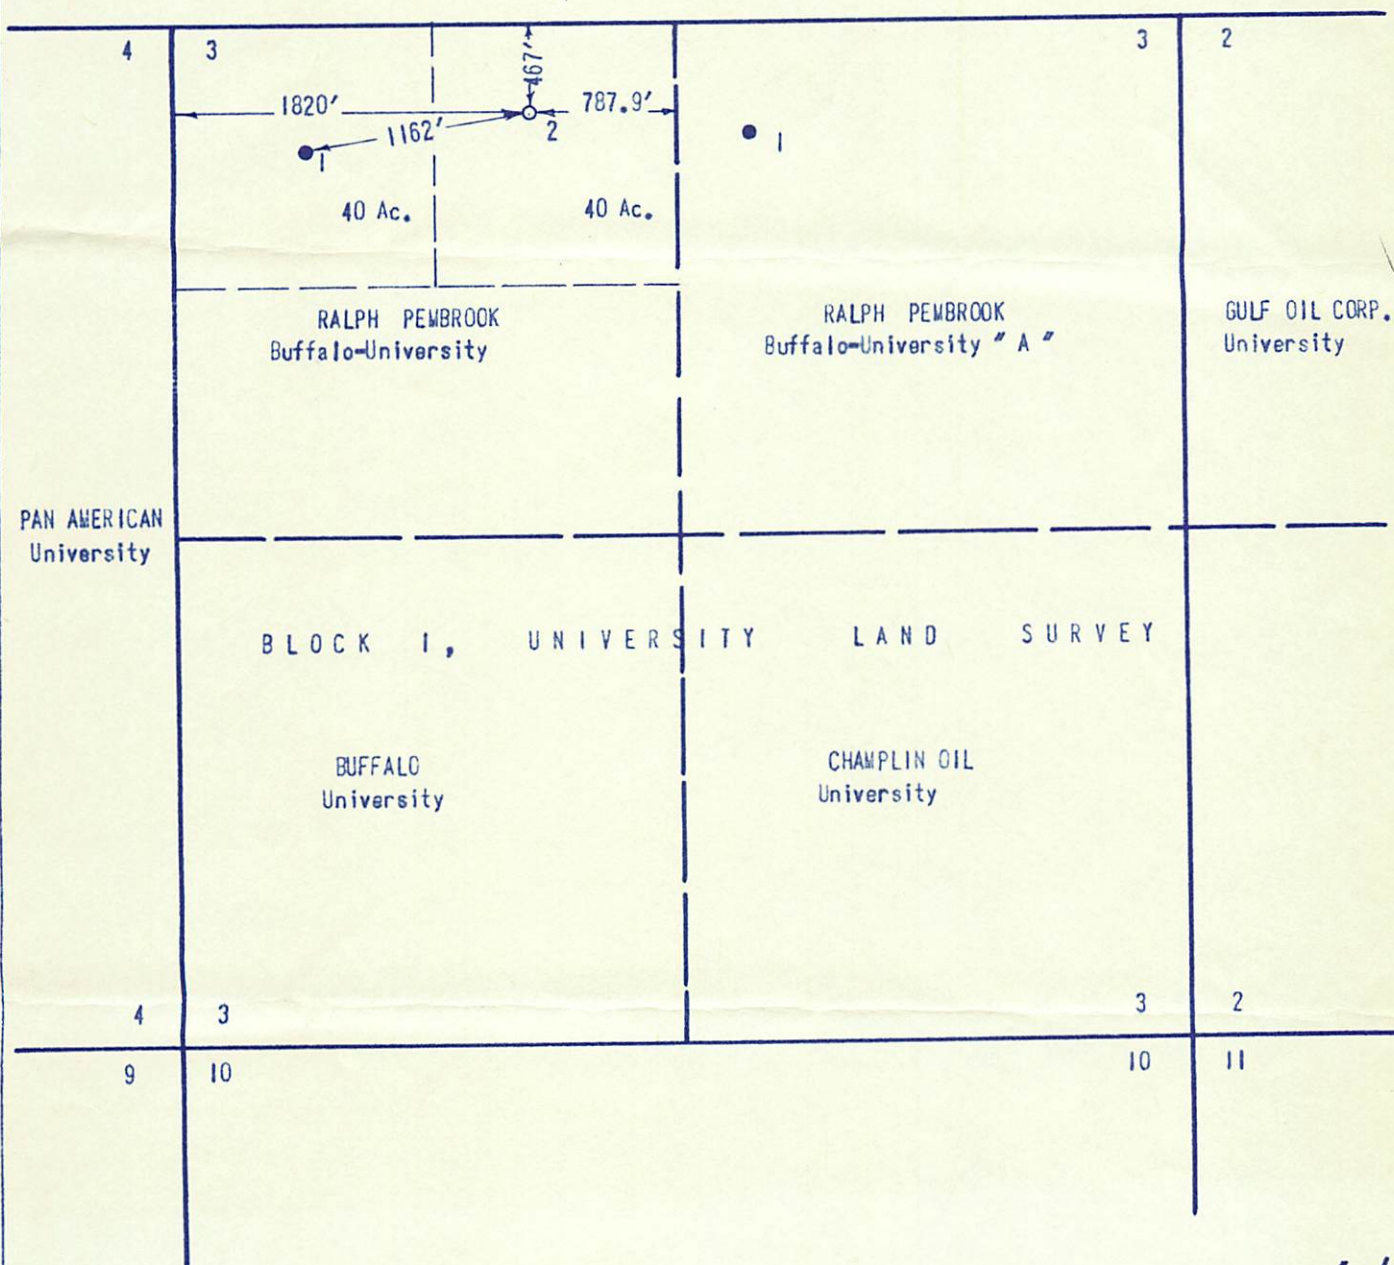 4 3 3 2
467'
1820' 787.9'
1162' 2
1 1
40 Ac. 40 Ac.
RALPH PEMBROOK
Buffalo-University
RALPH PEMBROOK
Buffalo-University "A"
GULF OIL CORP.
University
PAN AMERICAN
University
BLOCK 1, UNIVERSITY LAND SURVEY
BUFFALO
University
CHAMPLIN OIL
University
4 3 3 2
9 10 10 11